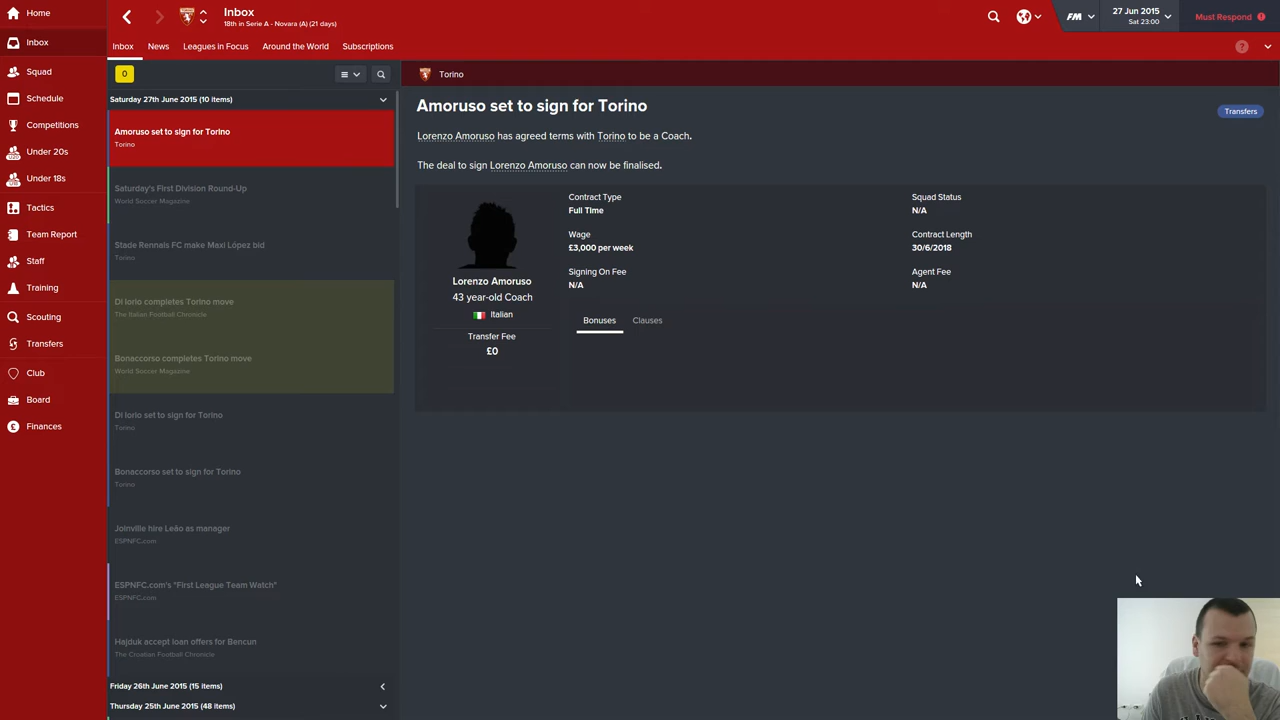 Home
Inbox
Squad
Schedule
Competitions
Under 20s
Under 18s
Tactics
Team Report
Staff
Training
Scouting
Transfers
Club
Board
Finances
Inbox
18th in Serie A - Novara (A) (21 days)
FM
27 Jun 2015
Sat 23:00
Must Respond
Inbox
News
Leagues in Focus
Around the World
Subscriptions
0
Saturday 27th June 2015 (10 items)
Amoruso set to sign for Torino
Torino
Saturday's First Division Round-Up
World Soccer Magazine
Stade Rennais FC make Maxi López bid
Torino
Di Iorio completes Torino move
The Italian Football Chronicle
Bonaccorso completes Torino move
World Soccer Magazine
Di Iorio set to sign for Torino
Torino
Bonaccorso set to sign for Torino
Torino
Joinville hire Leão as manager
ESPNFC.com
ESPNFC.com's "First League Team Watch"
ESPNFC.com
Hajduk accept loan offers for Bencun
The Croatian Football Chronicle
Friday 26th June 2015 (15 items)
Thursday 25th June 2015 (48 items)
Torino
Amoruso set to sign for Torino
Transfers
Lorenzo Amoruso has agreed terms with Torino to be a Coach.
The deal to sign Lorenzo Amoruso can now be finalised.
Lorenzo Amoruso
43 year-old Coach
Italian
Transfer Fee
£0
Contract Type
Full Time
Wage
£3,000 per week
Signing On Fee
N/A
Squad Status
N/A
Contract Length
30/6/2018
Agent Fee
N/A
Bonuses
Clauses